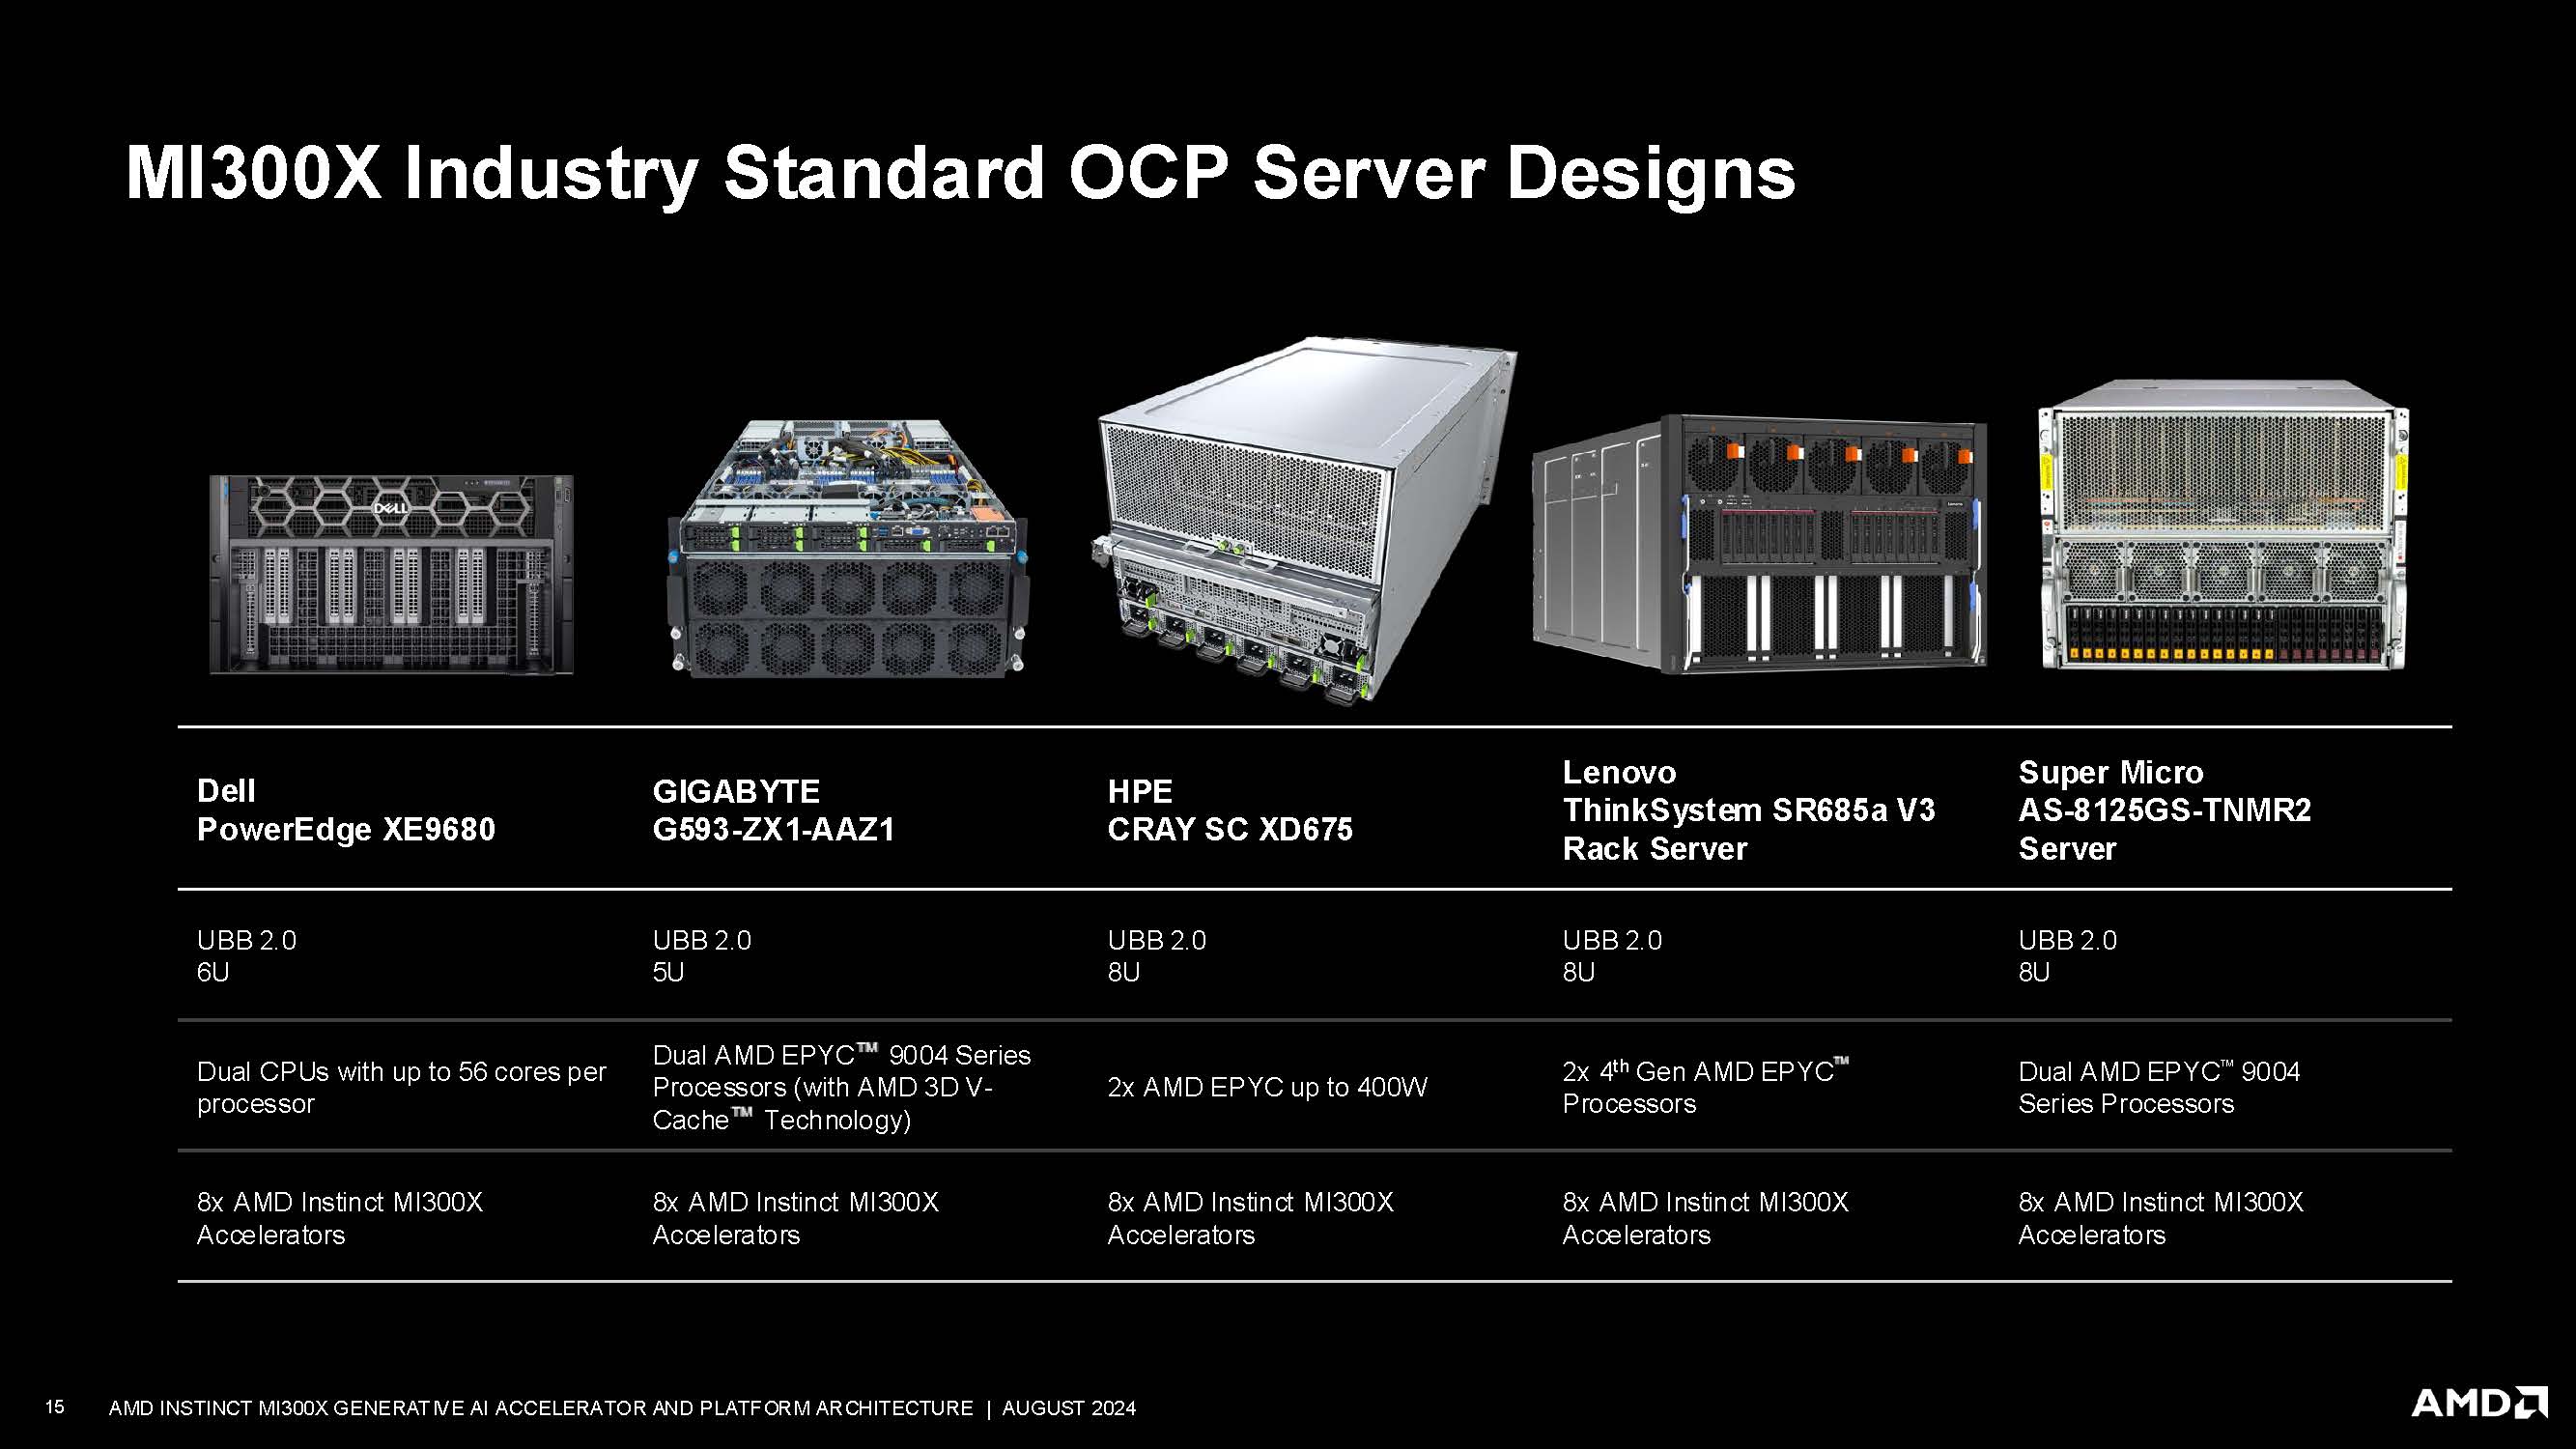 MI300X Industry Standard OCP Server Designs
DELL
Dell
PowerEdge XE9680
GIGABYTE
G593-ZX1-AAZ1
HPE
CRAY SC XD675
Lenovo
ThinkSystem SR685a V3
Rack Server
Super Micro
AS-8125GS-TNMR2
Server
UBB 2.0
6U
UBB 2.0
5U
UBB 2.0
8U
UBB 2.0
8U
UBB 2.0
8U
Dual CPUs with up to 56 cores per
processor
Dual AMD EPYC™ 9004 Series
Processors (with AMD 3D V-
Cache™ Technology)
2x AMD EPYC up to 400W
2x 4th Gen AMD EPYC™
Processors
Dual AMD EPYC™ 9004
Series Processors
8x AMD Instinct MI300X
Accelerators
8x AMD Instinct MI300X
Accelerators
8x AMD Instinct MI300X
Accelerators
8x AMD Instinct MI300X
Accelerators
8x AMD Instinct MI300X
Accelerators
15 AMD INSTINCT MI300X GENERATIVE AI ACCELERATOR AND PLATFORM ARCHITECTURE | AUGUST 2024
AMD